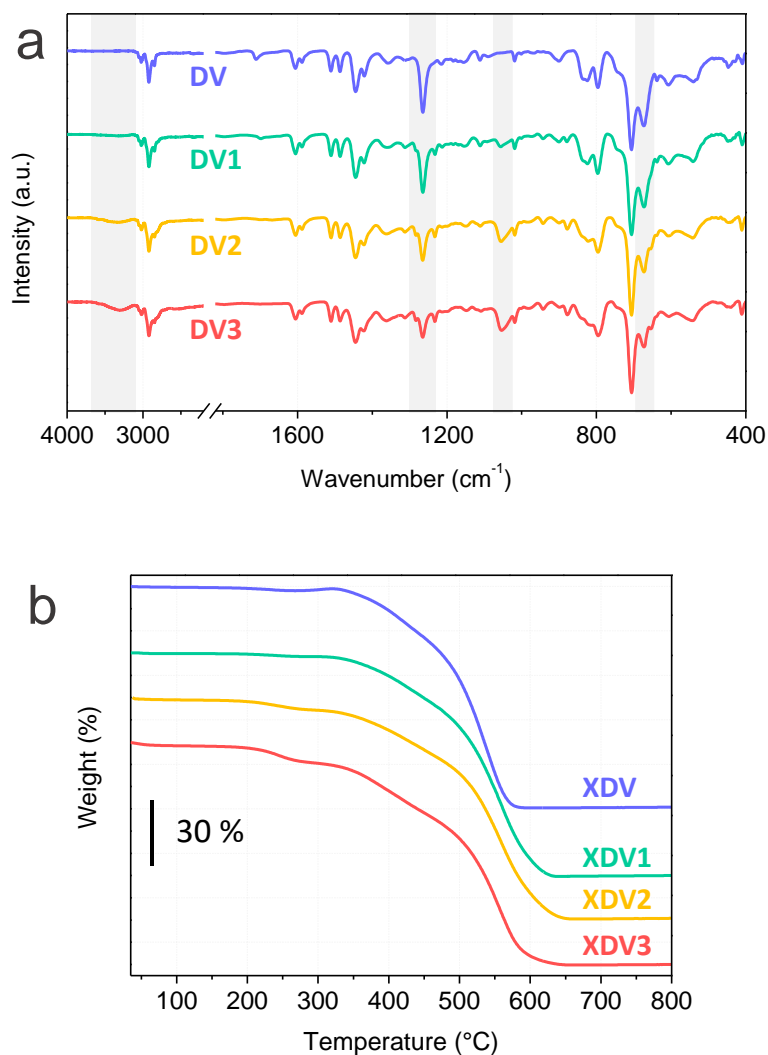 a
DV
DV1
DV2
DV3
Intensity (a.u.)
4000 3000 1600 1200 800 400
Wavenumber (cm⁻¹)
b
XDV
XDV1
XDV2
XDV3
30 %
Weight (%)
100 200 300 400 500 600 700 800
Temperature (°C)